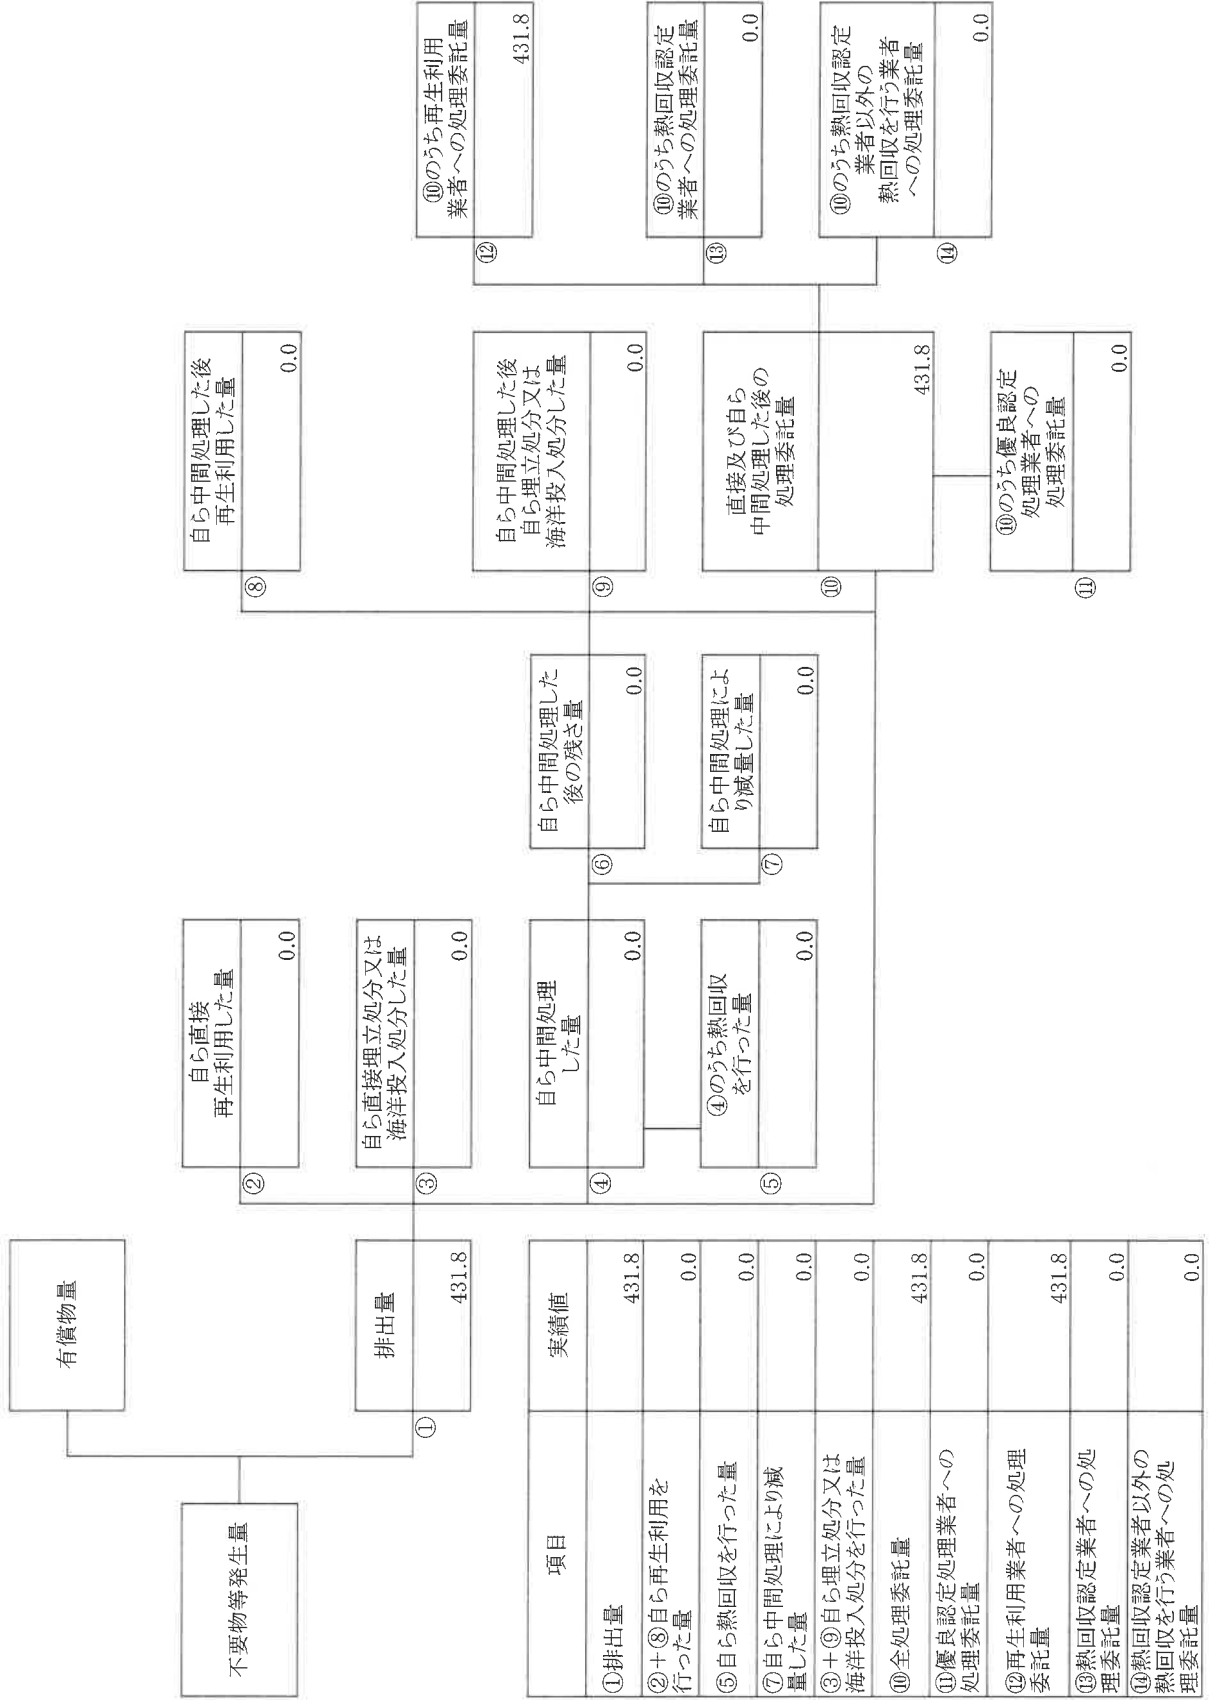 有償物量
不要物等発生量
①
排出量
431.8
②
自ら直接
再生利用した量
0.0
③
自ら直接埋立処分又は
海洋投入処分した量
0.0
④
自ら中間処理
した量
0.0
⑤
④のうち熱回収
を行った量
0.0
⑥
自ら中間処理した
後の残さ量
0.0
⑦
自ら中間処理によ
り減量した量
0.0
⑧
自ら中間処理した後
再生利用した量
0.0
⑨
自ら中間処理した後
自ら埋立処分又は
海洋投入処分した量
0.0
⑩
直接及び自ら
中間処理した後の
処理委託量
431.8
⑪
⑩のうち優良認定
処理業者への
処理委託量
0.0
⑫
⑩のうち再生利用
業者への処理委託量
431.8
⑬
⑩のうち熱回収認定
業者への処理委託量
0.0
⑭
⑩のうち熱回収認定
業者以外の
熱回収を行う業者
への処理委託量
0.0
項目 実績値
①排出量 431.8
②＋⑧自ら再生利用を
行った量 0.0
⑤自ら熱回収を行った量 0.0
⑦自ら中間処理により減
量した量 0.0
③＋⑨自ら埋立処分又は
海洋投入処分を行った量 0.0
⑩全処理委託量 431.8
⑪優良認定処理業者への
処理委託量 0.0
⑫再生利用業者への処理
委託量 431.8
⑬熱回収認定業者への処
理委託量 0.0
⑭熱回収認定業者以外の
熱回収を行う業者への処
理委託量 0.0